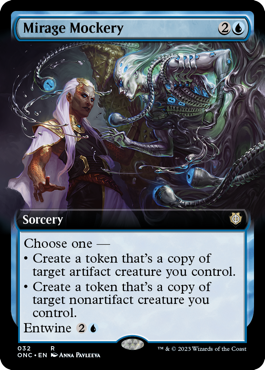 Mirage Mockery 2
Sorcery
Choose one —
• Create a token that's a copy of
target artifact creature you control.
• Create a token that's a copy of
target nonartifact creature you
control.
Entwine 2
032 R
ONC • EN Anna Pavleeva
™ & © 2023 Wizards of the Coast